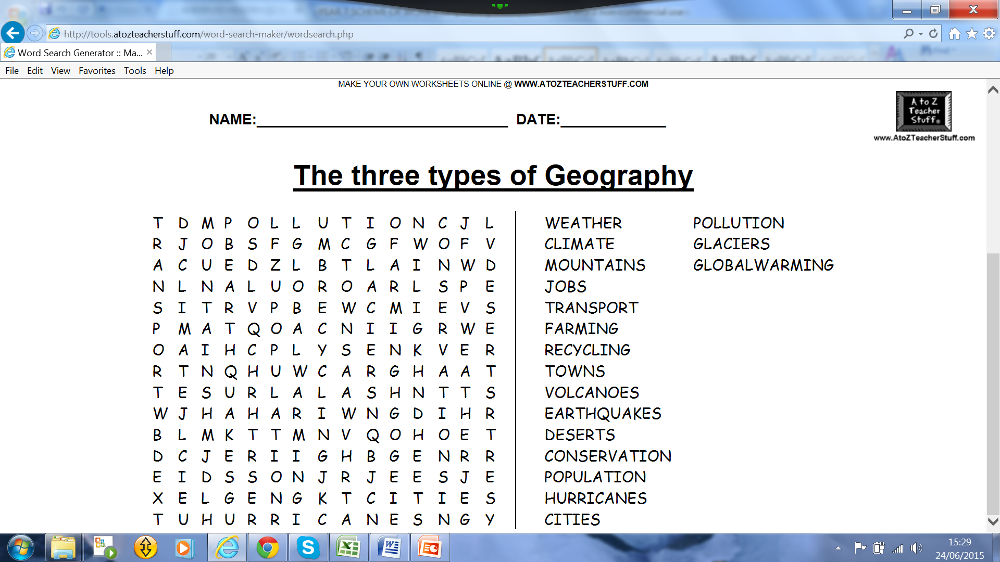 http://tools.atozteacherstuff.com/word-search-maker/wordsearch.php
Word Search Generator :: Ma...
File Edit View Favorites Tools Help
MAKE YOUR OWN WORKSHEETS ONLINE @ WWW.ATOZTEACHERSTUFF.COM
A to Z
Teacher
Stuff®
www.AtoZTeacherStuff.com
NAME:______________________________ DATE:____________
The three types of Geography
T D M P O L L U T I O N C J L
R J O B S F G M C G F W O F V
A C U E D Z L B T L A I N W D
N L N A L U O R O A R L S P E
S I T R V P B E W C M I E V S
P M A T Q O A C N I I G R W E
O A I H C P L Y S E N K V E R
R T N Q H U W C A R G H A A T
T E S U R L A L A S H N T T S
W J H A H A R I W N G D I H R
B L M K T T M N V Q O H O E T
D C J E R I I G H B G E N R R
E I D S S O N J R J E E S J E
X E L G E N G K T C I T I E S
T U H U R R I C A N E S N G Y
WEATHER
CLIMATE
MOUNTAINS
JOBS
TRANSPORT
FARMING
RECYCLING
TOWNS
VOLCANOES
EARTHQUAKES
DESERTS
CONSERVATION
POPULATION
HURRICANES
CITIES
POLLUTION
GLACIERS
GLOBALWARMING
15:29
24/06/2015